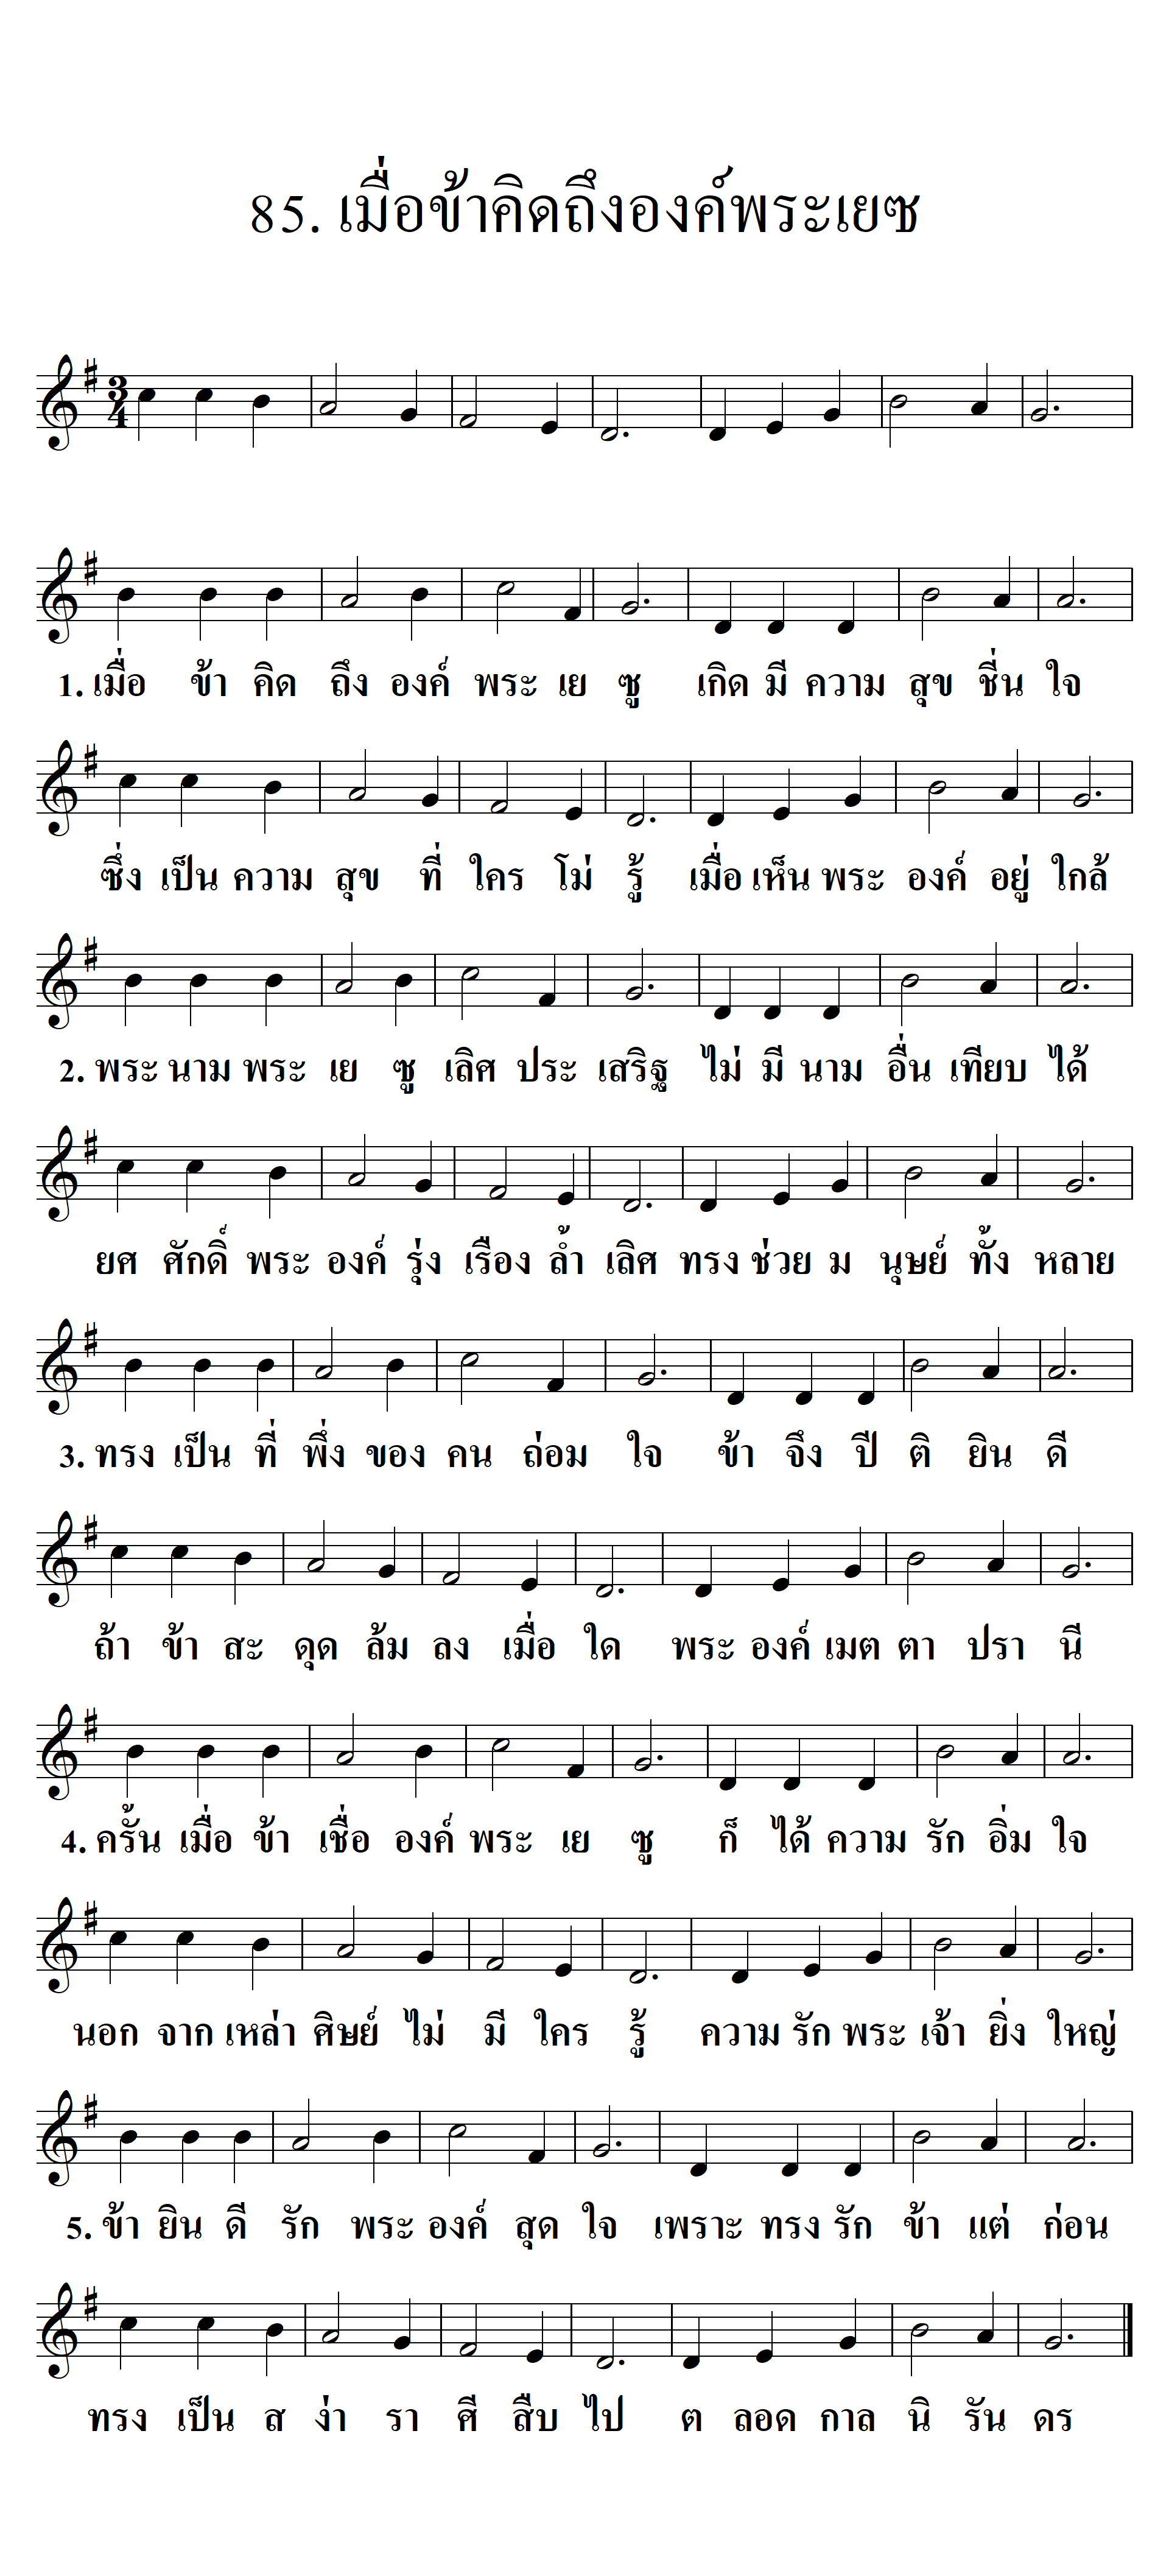 85. เมื่อข้าคิดถึงองค์พระเยซ
1. เมื่อ ข้า คิด ถึง องค์ พระ เย ซู เกิด มี ความ สุข ชื่น ใจ
ซึ่ง เป็น ความ สุข ที่ ใคร โม่ รู้ เมื่อ เห็น พระ องค์ อยู่ ใกล้
2. พระ นาม พระ เย ซู เลิศ ประ เสริฐ ไม่ มี นาม อื่น เทียบ ได้
ยศ ศักดิ์ พระ องค์ รุ่ง เรือง ล้ำ เลิศ ทรง ช่วย ม นุษย์ ทั้ง หลาย
3. ทรง เป็น ที่ พึ่ง ของ คน ถ่อม ใจ ข้า จึง ปี ติ ยิน ดี
ถ้า ข้า สะ ดุด ล้ม ลง เมื่อ ใด พระ องค์ เมต ตา ปรา นี
4. ครั้น เมื่อ ข้า เชื่อ องค์ พระ เย ซู ก็ ได้ ความ รัก อิ่ม ใจ
นอก จาก เหล่า ศิษย์ ไม่ มี ใคร รู้ ความ รัก พระ เจ้า ยิ่ง ใหญ่
5. ข้า ยิน ดี รัก พระ องค์ สุด ใจ เพราะ ทรง รัก ข้า แต่ ก่อน
ทรง เป็น ส ง่า รา ศี สืบ ไป ต ลอด กาล นิ รัน ดร